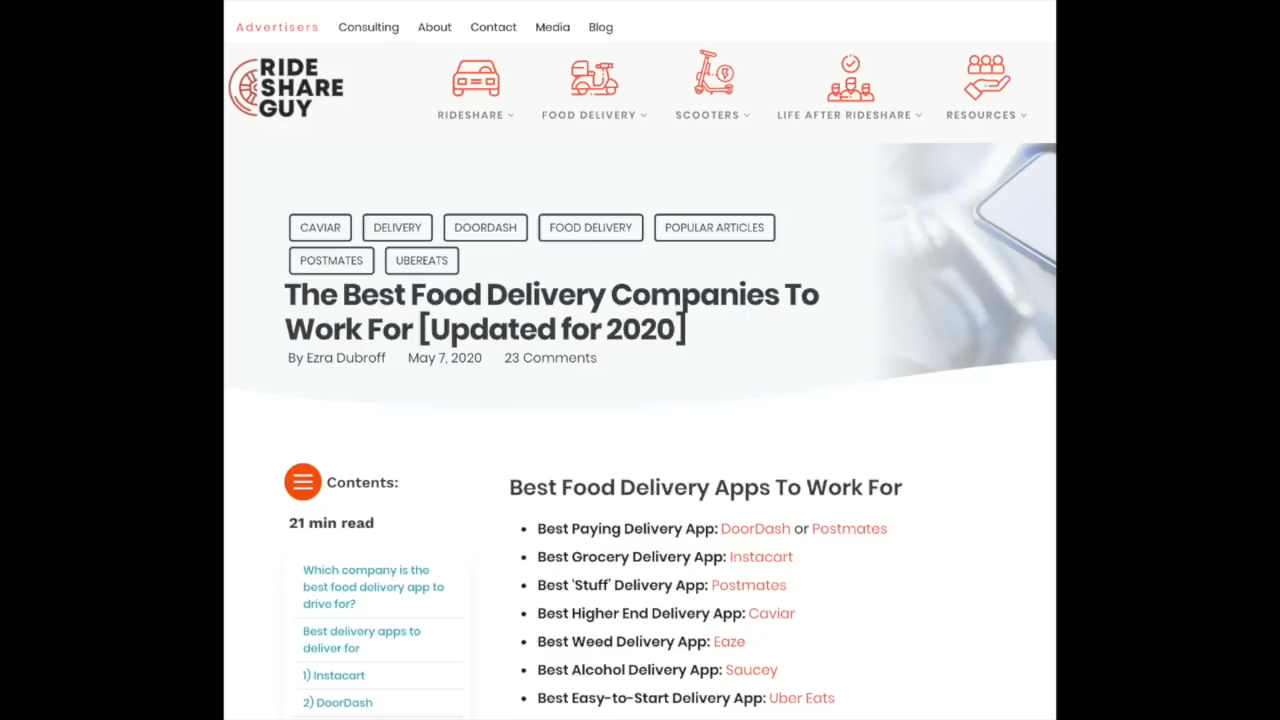 Advertisers Consulting About Contact Media Blog
RIDE
SHARE
GUY
RIDESHARE FOOD DELIVERY SCOOTERS LIFE AFTER RIDESHARE RESOURCES
CAVIAR DELIVERY DOORDASH FOOD DELIVERY POPULAR ARTICLES
POSTMATES UBEREATS
The Best Food Delivery Companies To
Work For [Updated for 2020]
By Ezra Dubroff May 7, 2020 23 Comments
Contents:
21 min read
Which company is the
best food delivery app to
drive for?
Best delivery apps to
deliver for
1) Instacart
2) DoorDash
Best Food Delivery Apps To Work For
• Best Paying Delivery App: DoorDash or Postmates
• Best Grocery Delivery App: Instacart
• Best ‘Stuff’ Delivery App: Postmates
• Best Higher End Delivery App: Caviar
• Best Weed Delivery App: Eaze
• Best Alcohol Delivery App: Saucey
• Best Easy-to-Start Delivery App: Uber Eats